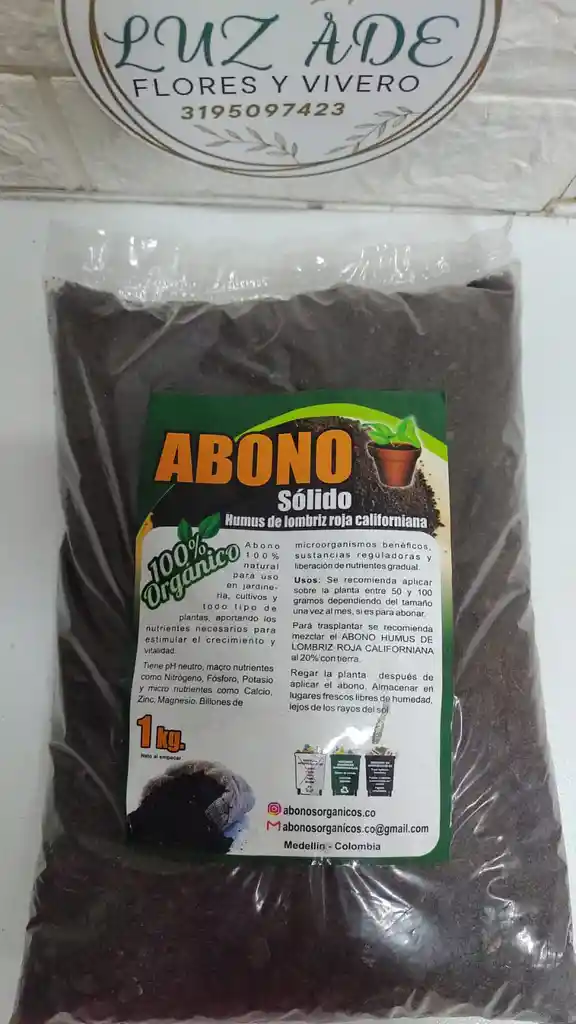 LUZ ADE
FLORES Y VIVERO
3195097423
ABONO
Sólido
Humus de lombriz roja californiana
100%
Orgánico
Abono
100%
natural
para uso
en jardine-
ría, cultivos y
todo tipo de
plantas, aportando los
nutrientes necesarios para
estimular el crecimiento y
vitalidad.
Tiene pH neutro, macro nutrientes
como Nitrógeno, Fósforo, Potasio
y micro nutrientes como Calcio,
Zinc, Magnesio. Billones de
microorganismos benéficos,
sustancias reguladoras y
liberación de nutrientes gradual.
Usos: Se recomienda aplicar
sobre la planta entre 50 y 100
gramos dependiendo del tamaño
una vez al mes, si es para abonar.
Para trasplantar se recomienda
mezclar el ABONO HUMUS DE
LOMBRIZ ROJA CALIFORNIANA
al 20% con tierra.
Regar la planta después de
aplicar el abono. Almacenar en
lugares frescos libres de humedad,
lejos de los rayos del sol
1 kg.
Neto al empacar
abonosorganicos.co
abonosorganicos.co@gmail.com
Medellín - Colombia